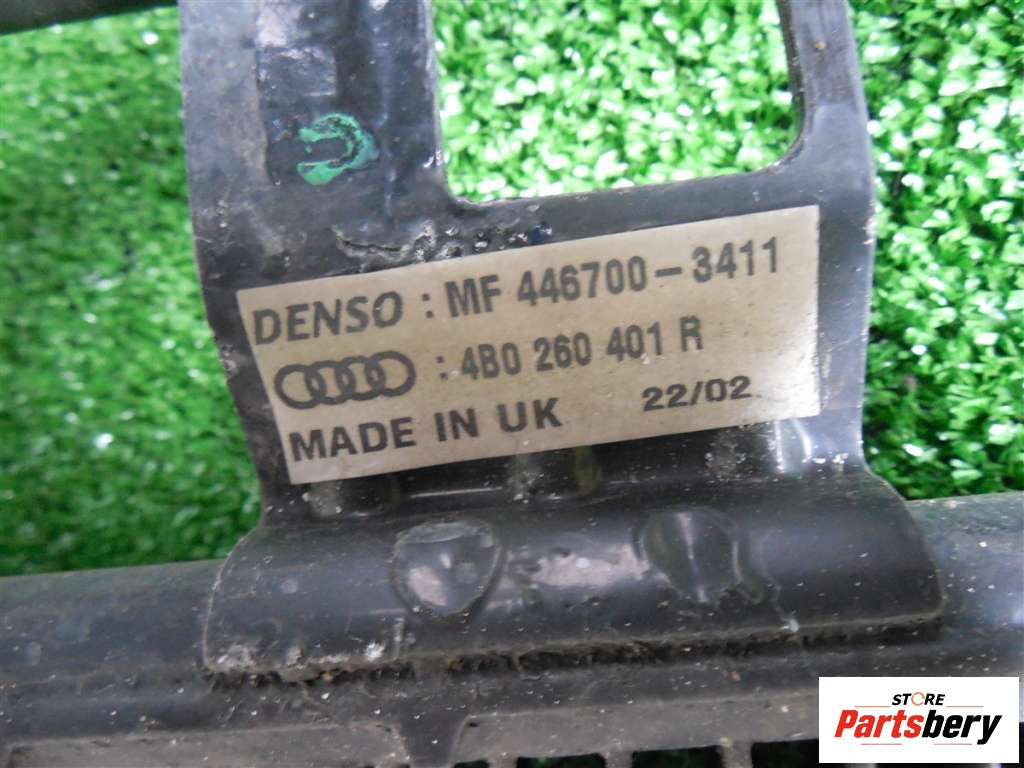 DENSO : MF 446700-3411
: 4B0 260 401 R
MADE IN UK 22/02
STORE
Partsbery